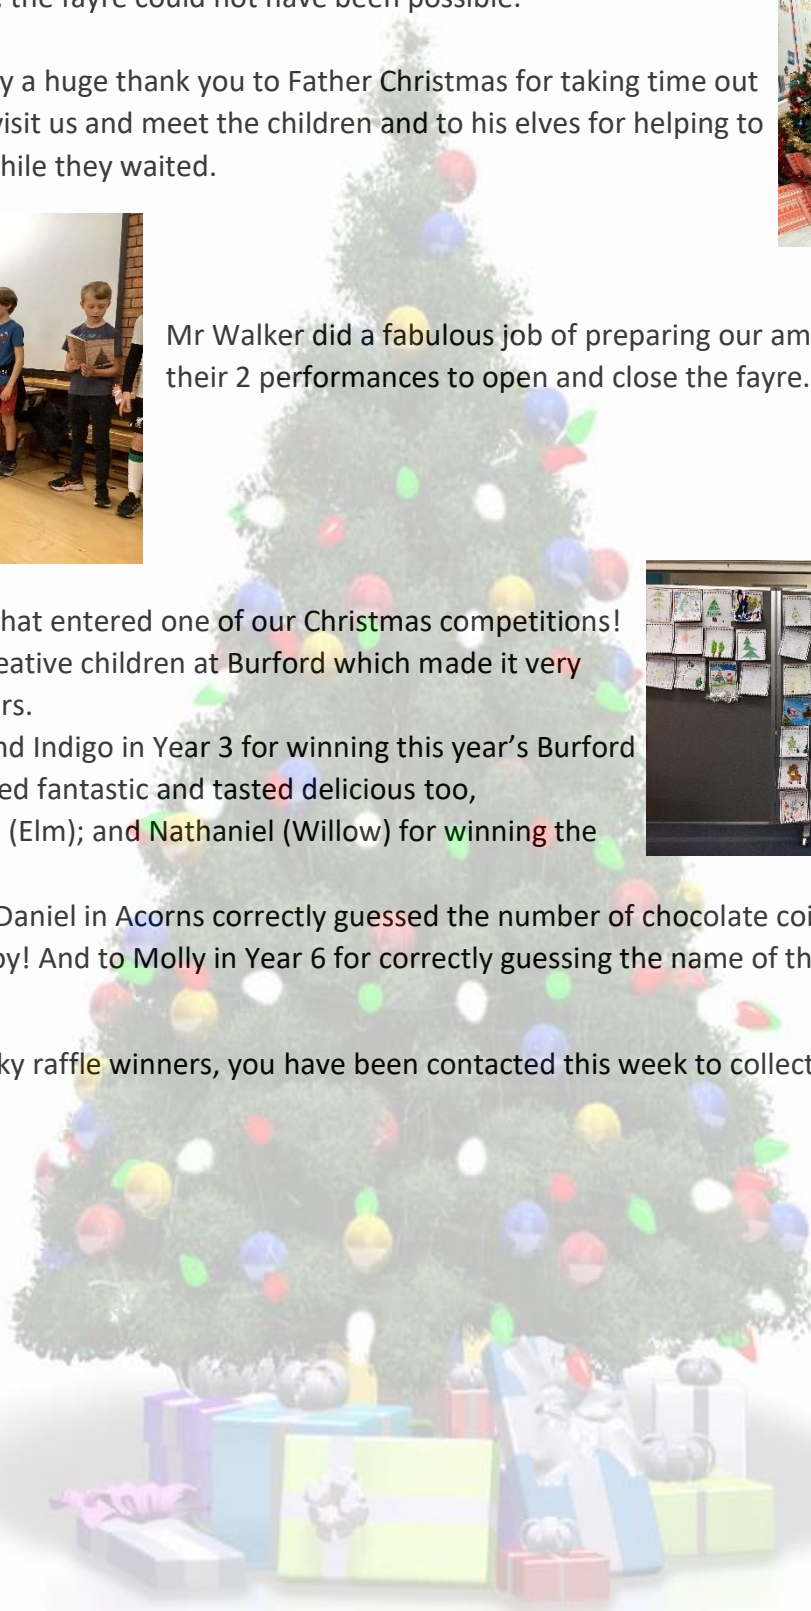 the fayre could not have been possible.
y a huge thank you to Father Christmas for taking time out
visit us and meet the children and to his elves for helping to
hile they waited.
Mr Walker did a fabulous job of preparing our am
their 2 performances to open and close the fayre.
hat entered one of our Christmas competitions!
eative children at Burford which made it very
rs.
nd Indigo in Year 3 for winning this year’s Burford
ed fantastic and tasted delicious too,
(Elm); and Nathaniel (Willow) for winning the
Daniel in Acorns correctly guessed the number of chocolate coi
by! And to Molly in Year 6 for correctly guessing the name of th
ky raffle winners, you have been contacted this week to collect